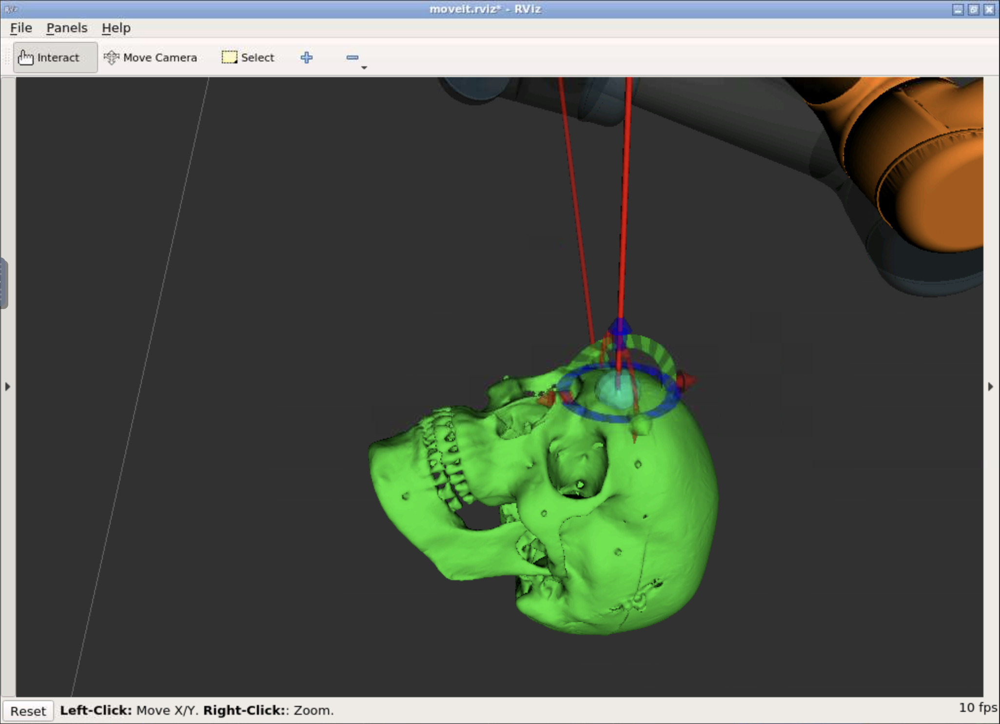 RViz
moveit.rviz* - RViz
File Panels Help
Interact Move Camera Select
Reset Left-Click: Move X/Y. Right-Click:: Zoom. 10 fps